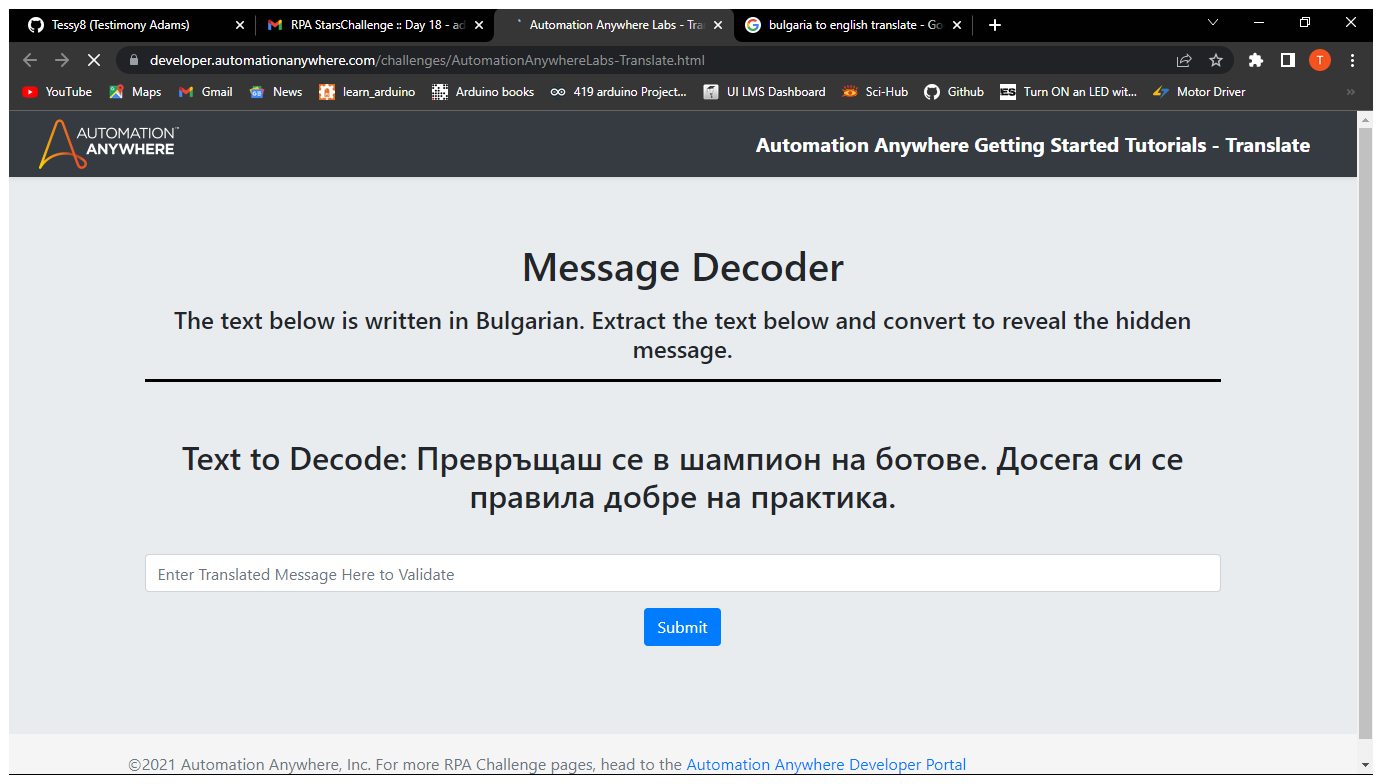 Tessy8 (Testimony Adams)
RPA StarsChallenge :: Day 18 - ad
Automation Anywhere Labs - Tra
bulgaria to english translate - Go
developer.automationanywhere.com/challenges/AutomationAnywhereLabs-Translate.html
T
YouTube
Maps
Gmail
News
learn_arduino
Arduino books
419 arduino Project...
UI LMS Dashboard
Sci-Hub
Github
ES
Turn ON an LED wit...
Motor Driver
»
AUTOMATION™
ANYWHERE
Automation Anywhere Getting Started Tutorials - Translate
Message Decoder
The text below is written in Bulgarian. Extract the text below and convert to reveal the hidden
message.
Text to Decode: Превръщаш се в шампион на ботове. Досега си се
правила добре на практика.
Enter Translated Message Here to Validate
Submit
©2021 Automation Anywhere, Inc. For more RPA Challenge pages, head to the Automation Anywhere Developer Portal